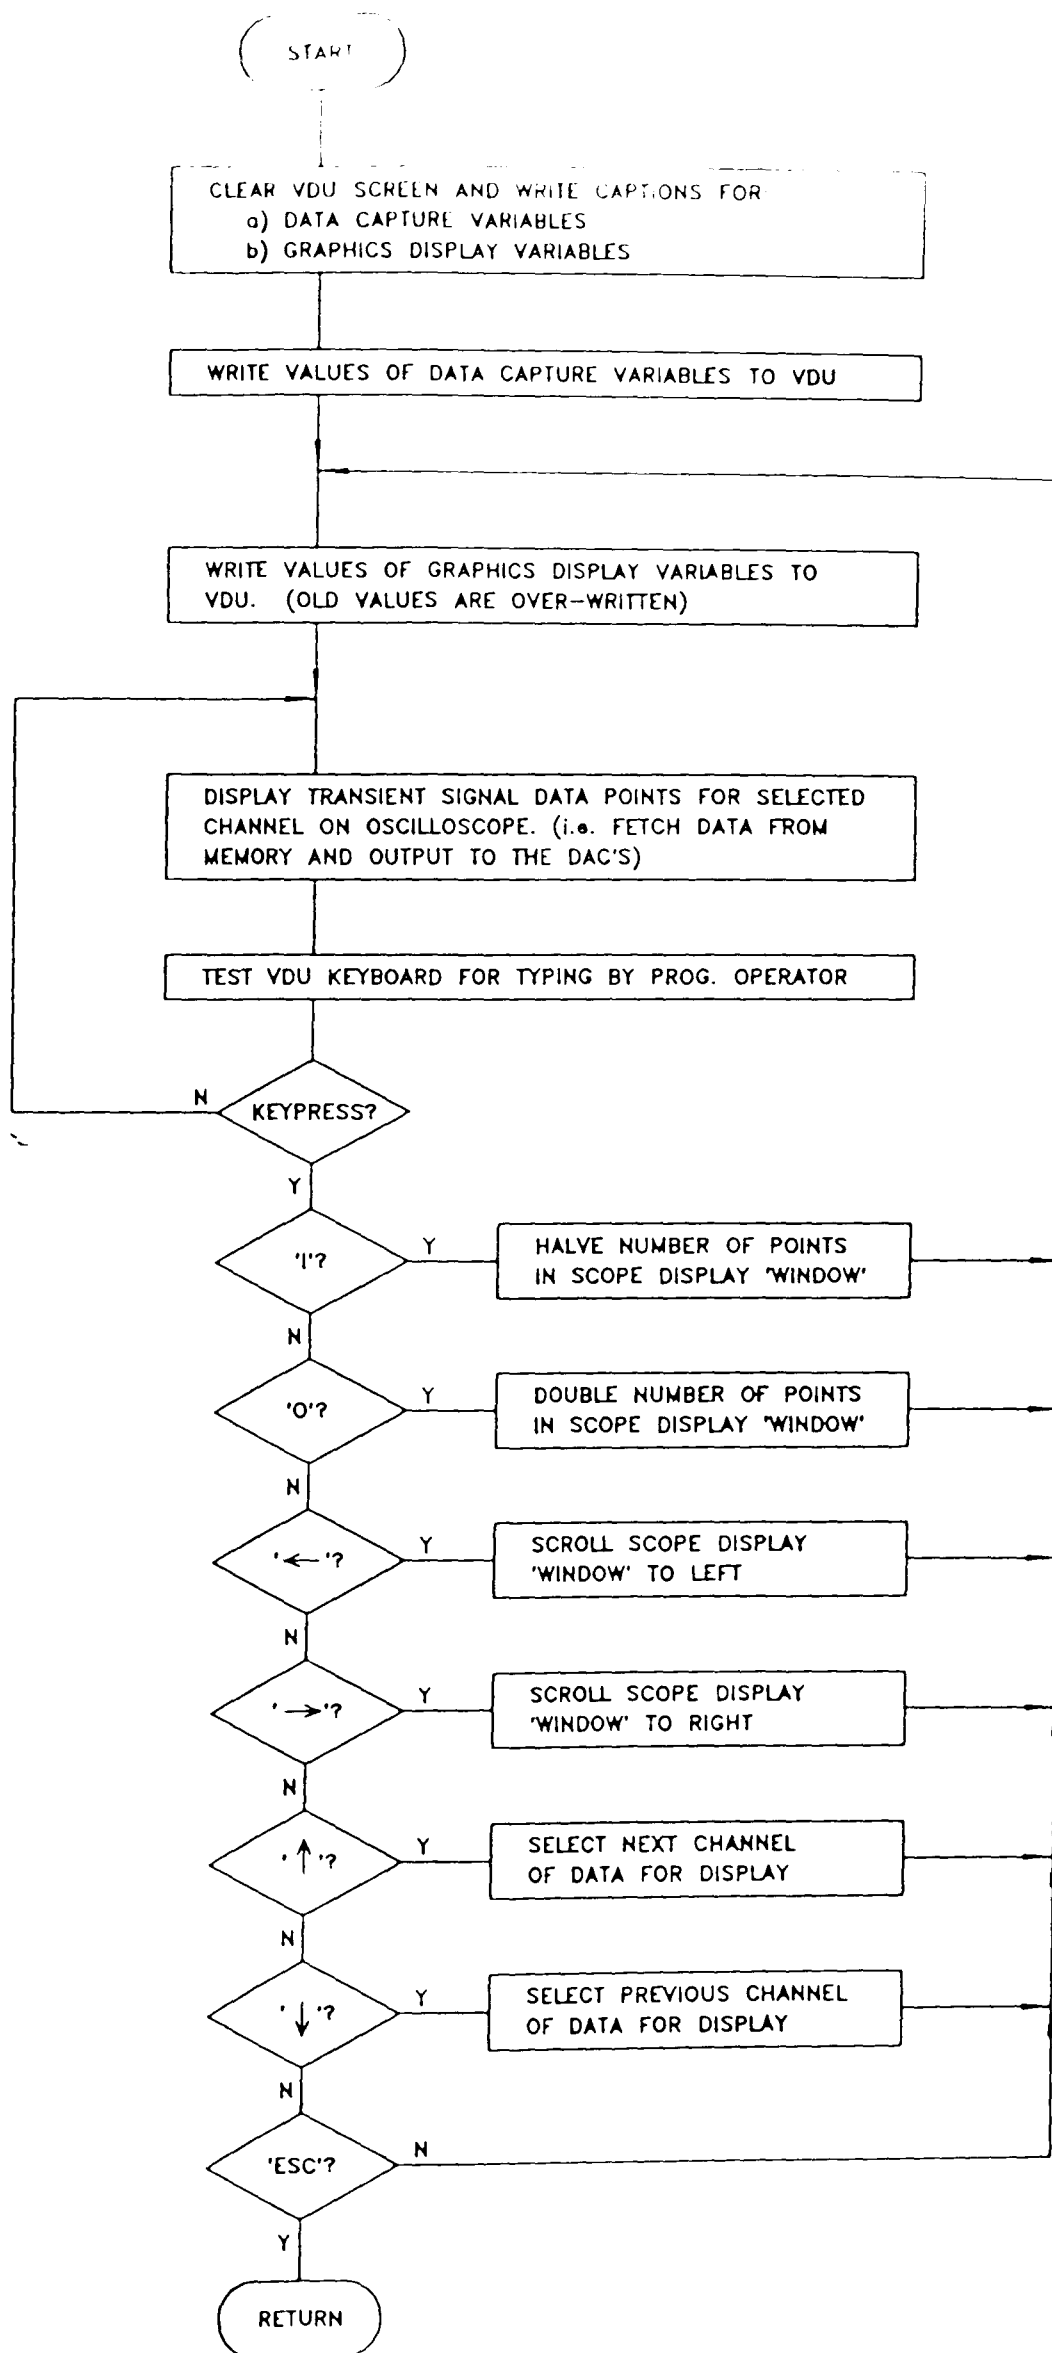 START
CLEAR VDU SCREEN AND WRITE CAPTIONS FOR
a) DATA CAPTURE VARIABLES
b) GRAPHICS DISPLAY VARIABLES
WRITE VALUES OF DATA CAPTURE VARIABLES TO VDU
WRITE VALUES OF GRAPHICS DISPLAY VARIABLES TO
VDU. (OLD VALUES ARE OVER-WRITTEN)
DISPLAY TRANSIENT SIGNAL DATA POINTS FOR SELECTED
CHANNEL ON OSCILLOSCOPE. (i.e. FETCH DATA FROM
MEMORY AND OUTPUT TO THE DAC'S)
TEST VDU KEYBOARD FOR TYPING BY PROG. OPERATOR
N
KEYPRESS?
Y
'I'?
Y
HALVE NUMBER OF POINTS
IN SCOPE DISPLAY 'WINDOW'
N
'O'?
Y
DOUBLE NUMBER OF POINTS
IN SCOPE DISPLAY 'WINDOW'
N
'←'?
Y
SCROLL SCOPE DISPLAY
'WINDOW' TO LEFT
N
'→'?
Y
SCROLL SCOPE DISPLAY
'WINDOW' TO RIGHT
N
'↑'?
Y
SELECT NEXT CHANNEL
OF DATA FOR DISPLAY
N
'↓'?
Y
SELECT PREVIOUS CHANNEL
OF DATA FOR DISPLAY
N
'ESC'?
N
Y
RETURN